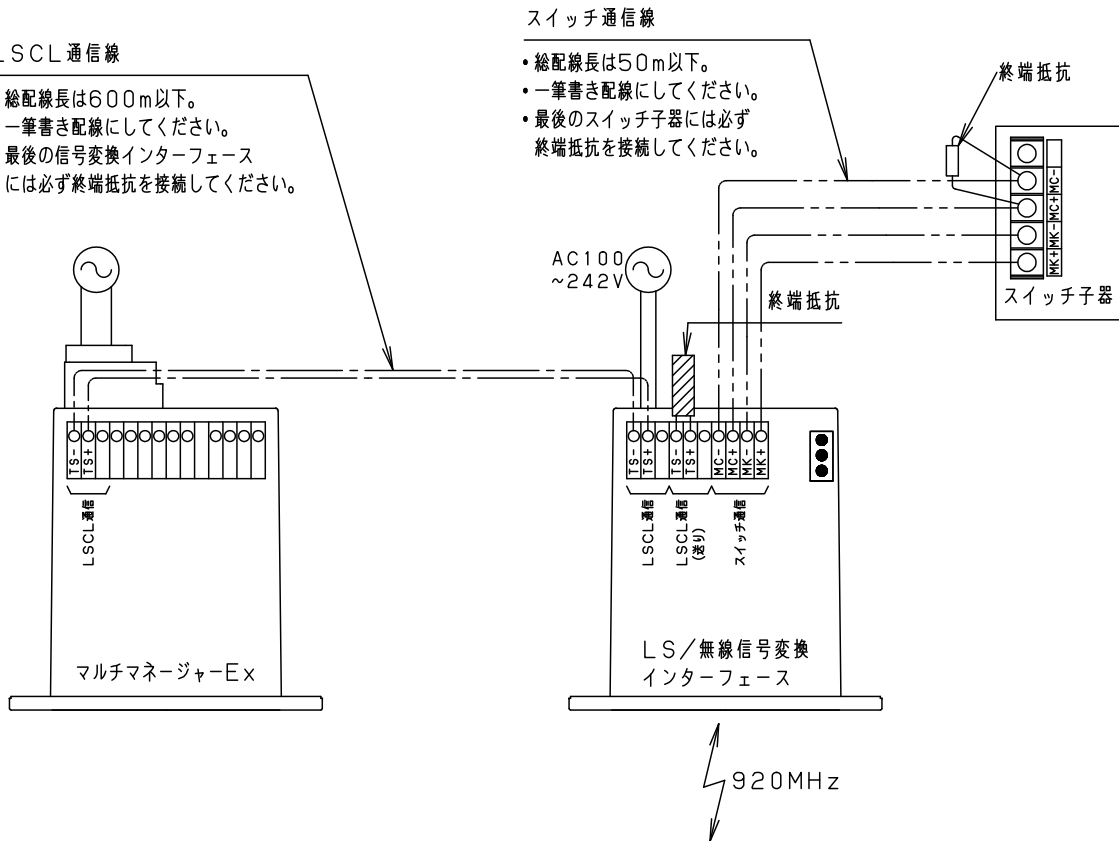 スイッチ通信線
・総配線長は50m以下。
・一筆書き配線にしてください。
・最後のスイッチ子器には必ず
終端抵抗を接続してください。
LSCL通信線
総配線長は600m以下。
一筆書き配線にしてください。
最後の信号変換インターフェース
には必ず終端抵抗を接続してください。
終端抵抗
MC-
MC+
MK-
MK+
スイッチ子器
AC100
~242V
終端抵抗
TS-
TS+
LSCL通信
マルチマネージャーEx
TS-
TS+
TS-
TS+
MC-
MC+
MK-
MK+
LSCL通信
LSCL通信
(送り)
スイッチ通信
LS/無線信号変換
インターフェース
920MHz